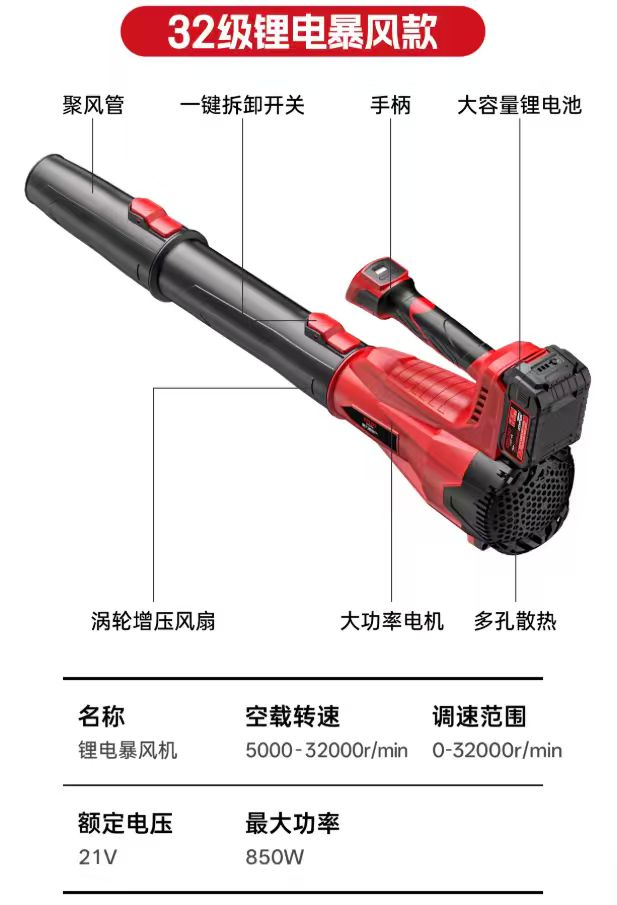 32级锂电暴风款
聚风管 一键拆卸开关 手柄 大容量锂电池
涡轮增压风扇 大功率电机 多孔散热
名称 空载转速 调速范围
锂电暴风机 5000-32000r/min 0-32000r/min
额定电压 最大功率
21V 850W